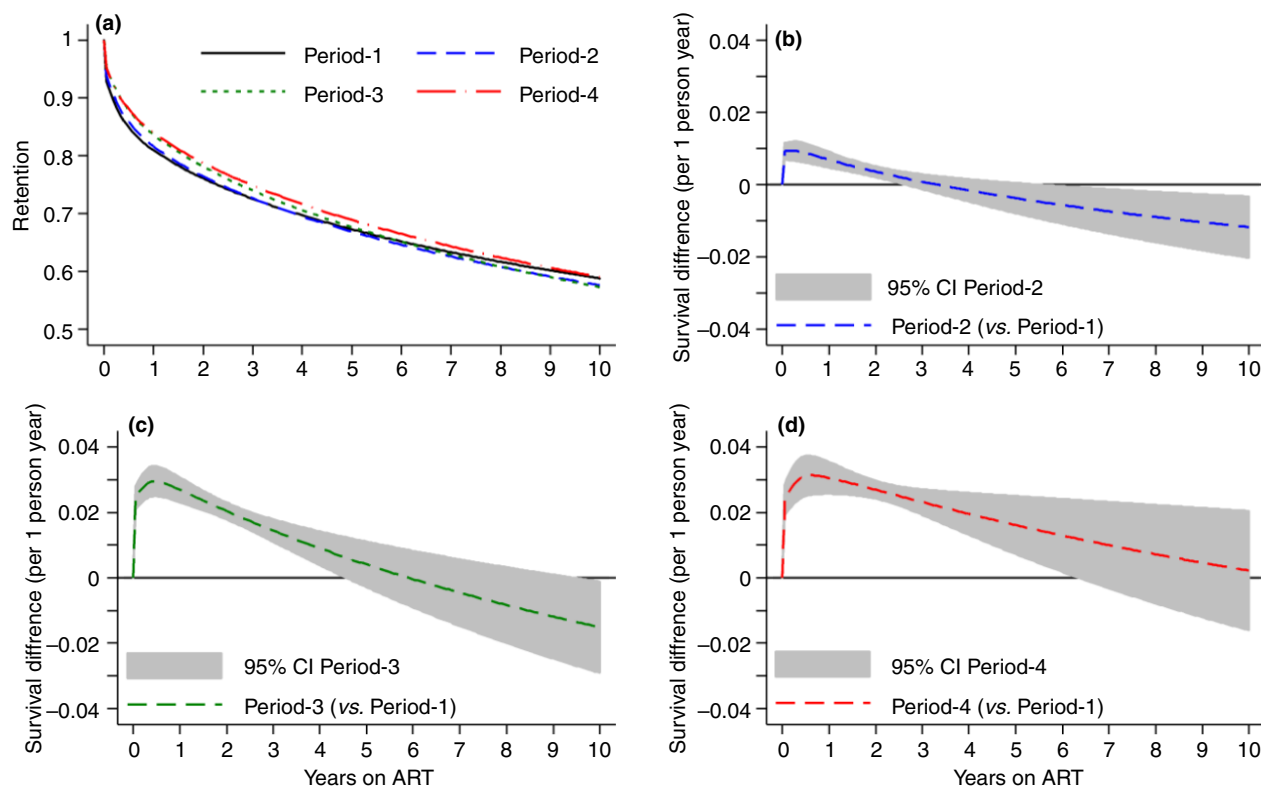 (a)
1
0.9
0.8
0.7
0.6
0.5
Retention
Period-1
Period-2
Period-3
Period-4
0 1 2 3 4 5 6 7 8 9 10
(b)
0.04
0.02
0
−0.02
−0.04
Survival diffrence (per 1 person year)
95% CI Period-2
Period-2 (vs. Period-1)
0 1 2 3 4 5 6 7 8 9 10
(c)
0.04
0.02
0
−0.02
−0.04
Survival diffrence (per 1 person year)
95% CI Period-3
Period-3 (vs. Period-1)
0 1 2 3 4 5 6 7 8 9 10
Years on ART
(d)
0.04
0.02
0
−0.02
−0.04
Survival diffrence (per 1 person year)
95% CI Period-4
Period-4 (vs. Period-1)
0 1 2 3 4 5 6 7 8 9 10
Years on ART